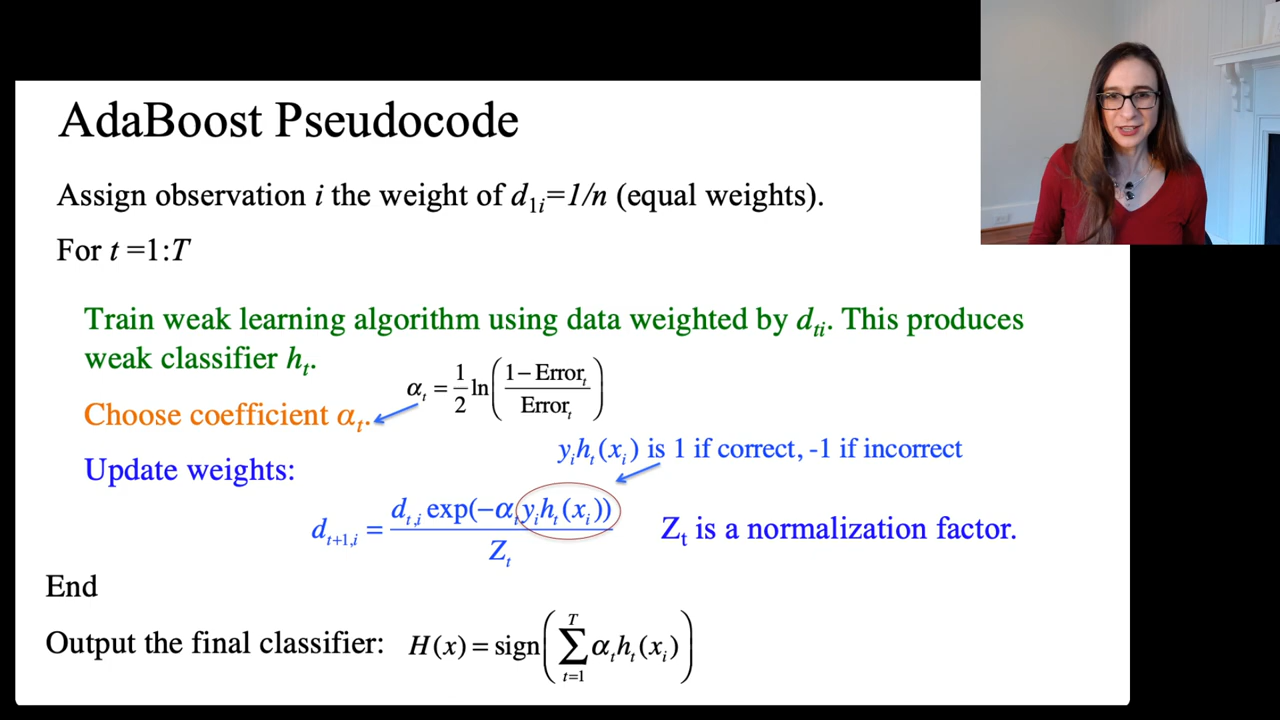 AdaBoost Pseudocode
Assign observation i the weight of d₁ᵢ=1/n (equal weights).
For t =1:T
Train weak learning algorithm using data weighted by dₜᵢ. This produces
weak classifier hₜ.
αₜ = 1/2 ln((1 − Errorₜ)/Errorₜ)
Choose coefficient αₜ.
yᵢhₜ(xᵢ) is 1 if correct, -1 if incorrect
Update weights:
dₜ₊₁,ᵢ = dₜ,ᵢ exp(−αₜyᵢhₜ(xᵢ))/Zₜ
Zₜ is a normalization factor.
End
Output the final classifier: H(x) = sign(∑ₜ₌₁ᵀ αₜhₜ(xᵢ))